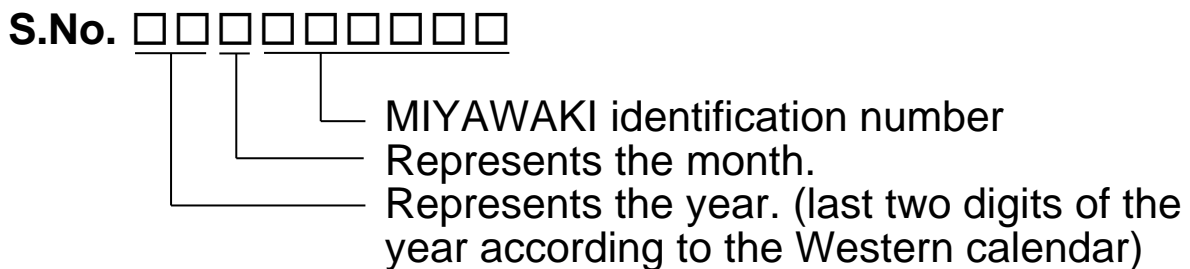 S.No. □□□□□□□□□
MIYAWAKI identification number
Represents the month.
Represents the year. (last two digits of the
year according to the Western calendar)